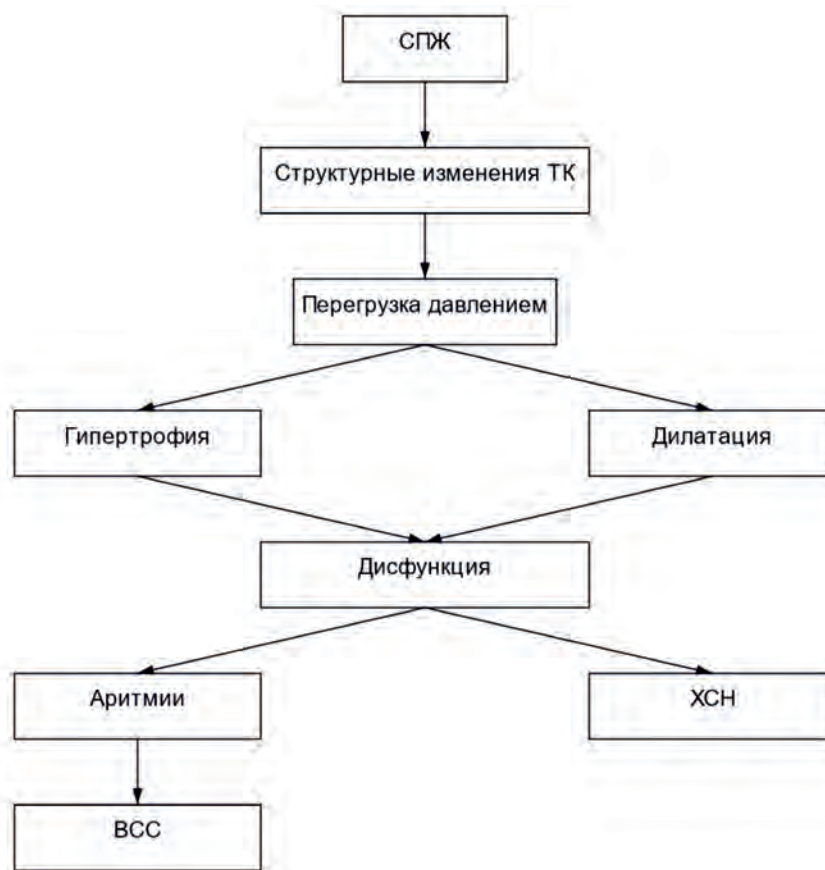 СПЖ
Структурные изменения ТК
Перегрузка давлением
Гипертрофия
Дилатация
Дисфункция
Аритмии
ХСН
ВСС